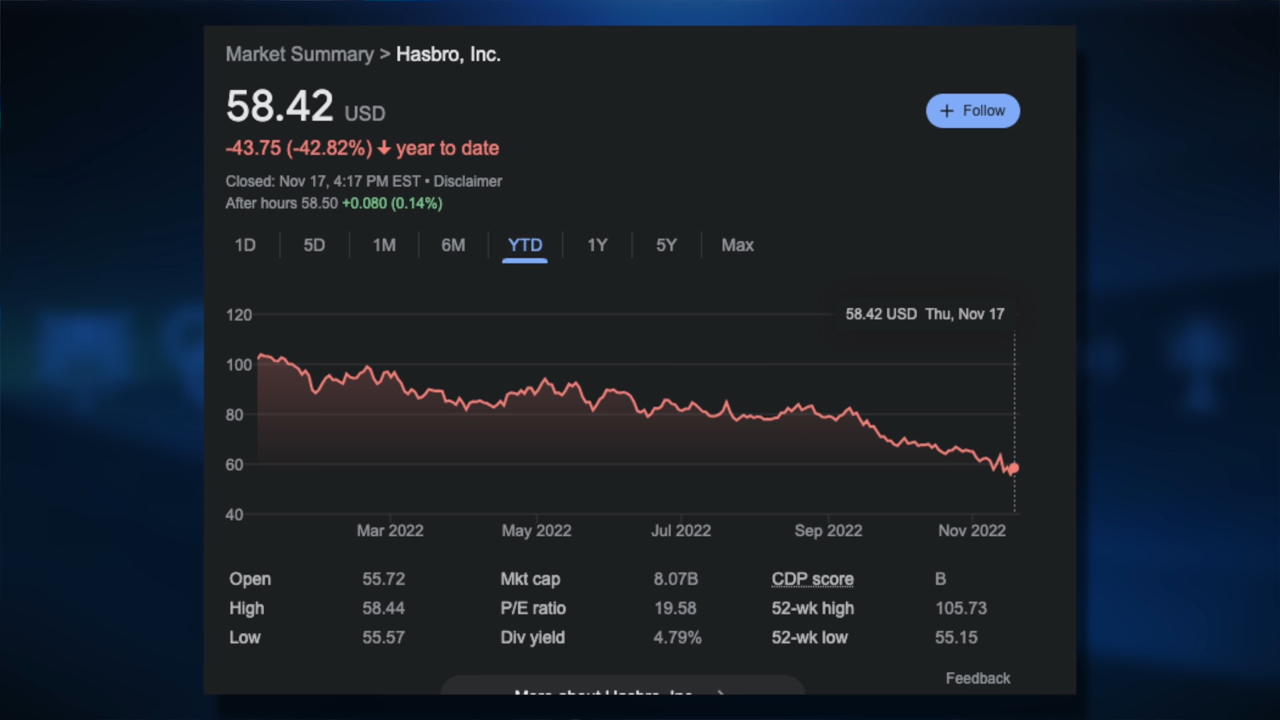 Market Summary > Hasbro, Inc.
58.42 USD
+ Follow
-43.75 (-42.82%) ↓ year to date
Closed: Nov 17, 4:17 PM EST • Disclaimer
After hours 58.50 +0.080 (0.14%)
1D 5D 1M 6M YTD 1Y 5Y Max
58.42 USD Thu, Nov 17
120
100
80
60
40
Mar 2022 May 2022 Jul 2022 Sep 2022 Nov 2022
Open 55.72 Mkt cap 8.07B CDP score B
High 58.44 P/E ratio 19.58 52-wk high 105.73
Low 55.57 Div yield 4.79% 52-wk low 55.15
Feedback
More about Hasbro, Inc. >